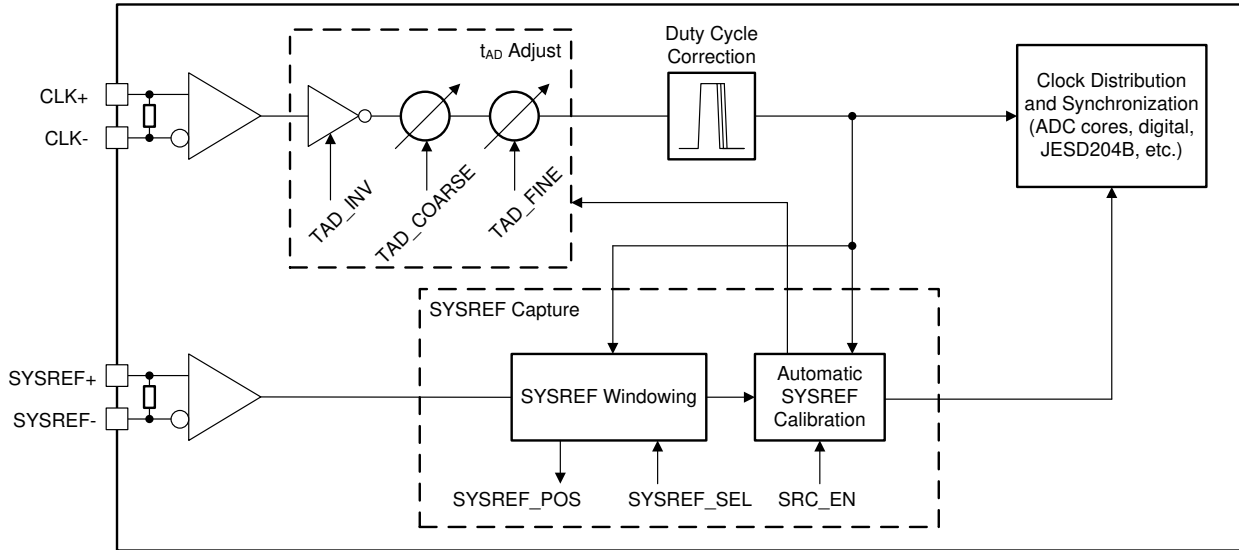 t_AD Adjust
Duty Cycle
Correction
CLK+
CLK-
TAD_INV
TAD_COARSE
TAD_FINE
Clock Distribution
and Synchronization
(ADC cores, digital,
JESD204B, etc.)
SYSREF Capture
SYSREF+
SYSREF-
SYSREF Windowing
Automatic
SYSREF
Calibration
SYSREF_POS
SYSREF_SEL
SRC_EN